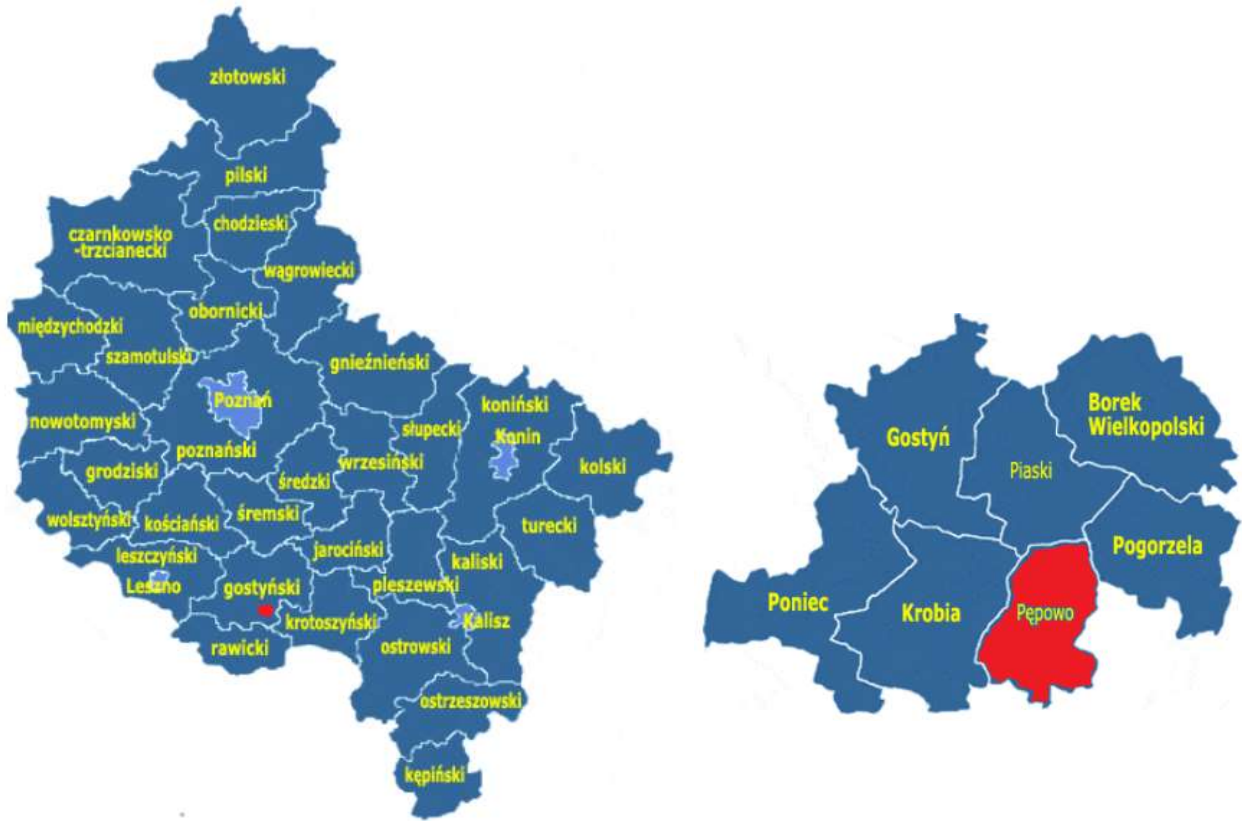 złotowski
pilski
chodzieski
czarnkowsko
-trzcianecki
wągrowiecki
obornicki
międzychodzki
szamotulski
gnieźnieński
Poznań
koniński
nowotomyski
słupecki
Konin
poznański
wrzesiński
kolski
grodziski
średzki
wolsztyński
kościański
śremski
turecki
leszczyński
jarociński
kaliski
Leszno
gostyński
pleszewski
krotoszyński
Kalisz
rawicki
ostrowski
ostrzeszowski
kępiński
Borek
Wielkopolski
Gostyń
Piaski
Pogorzela
Poniec
Krobia
Pępowo